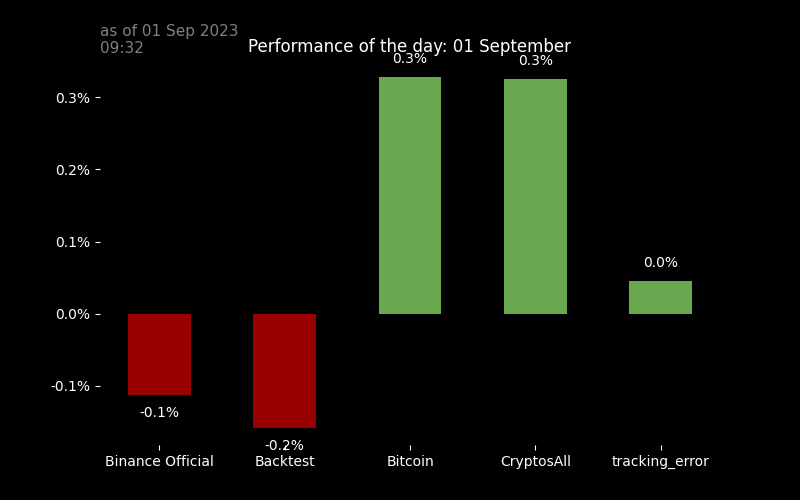 as of 01 Sep 2023
09:32
Performance of the day: 01 September
0.3%
0.3%
0.3%
0.2%
0.1%
0.0%
0.0%
-0.1%
-0.1%
-0.2%
Binance Official
Backtest
Bitcoin
CryptosAll
tracking_error